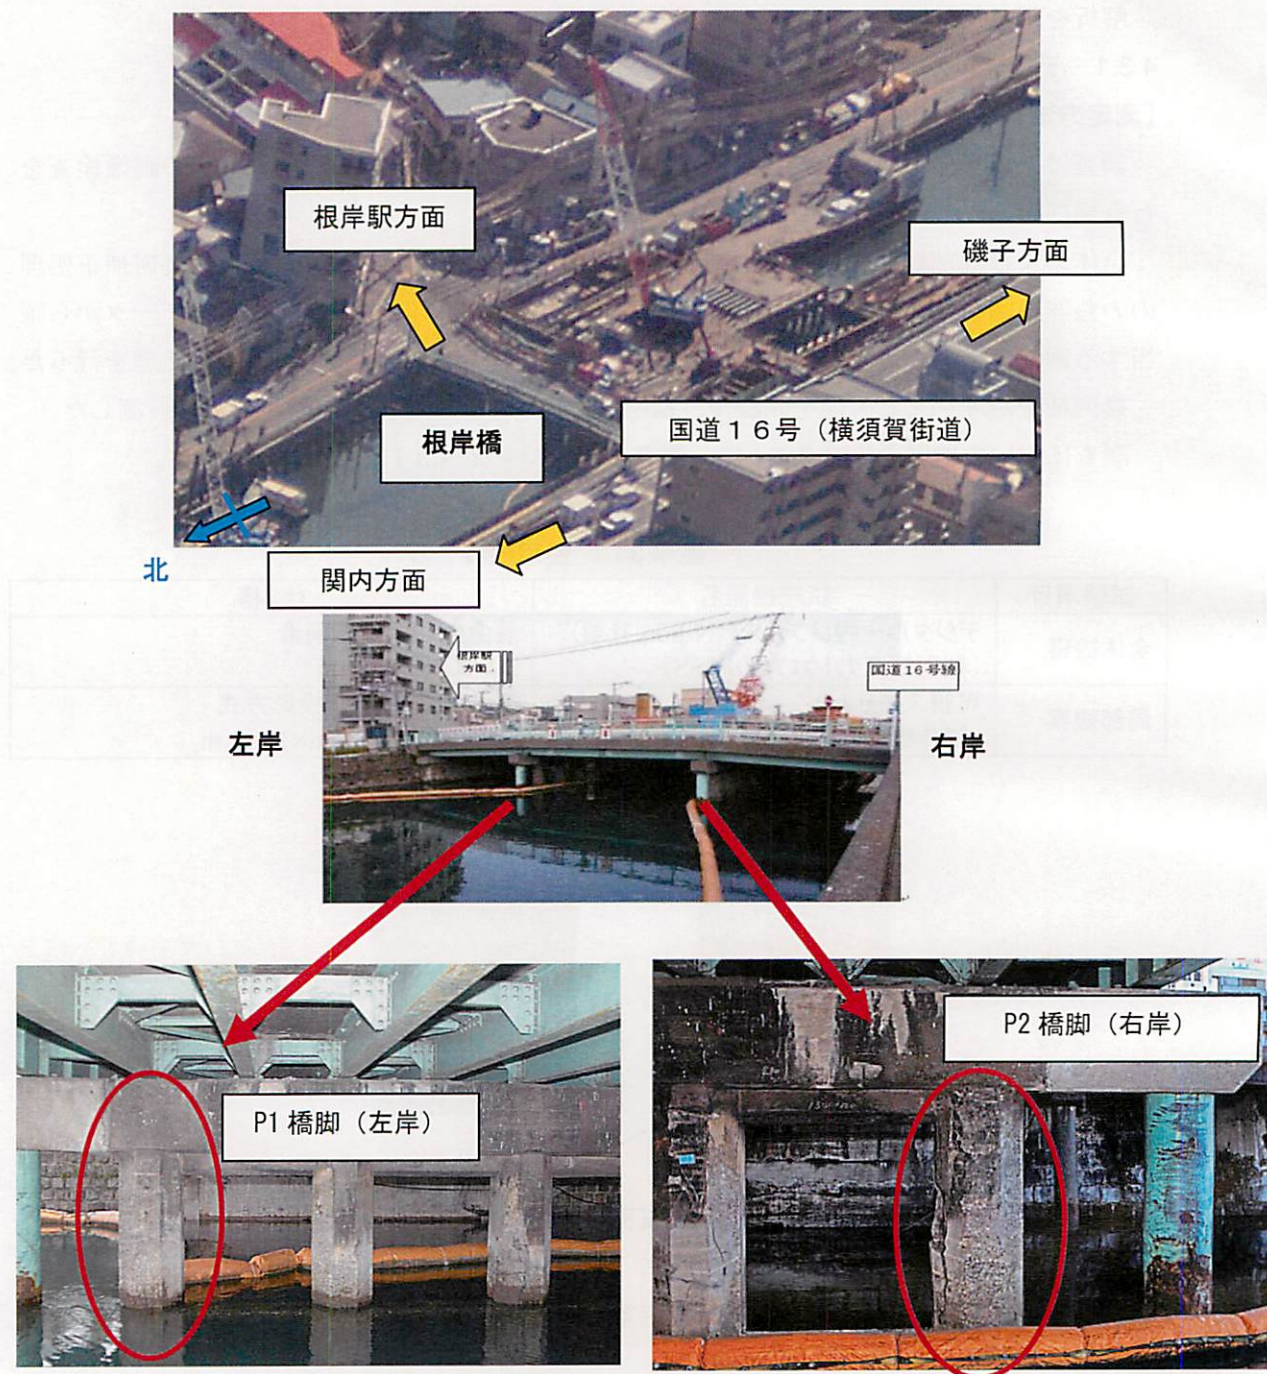 根岸駅方面
磯子方面
国道16号（横須賀街道）
根岸橋
北
関内方面
根岸駅
方面
国道16号線
左岸
右岸
P1 橋脚（左岸）
P2 橋脚（右岸）